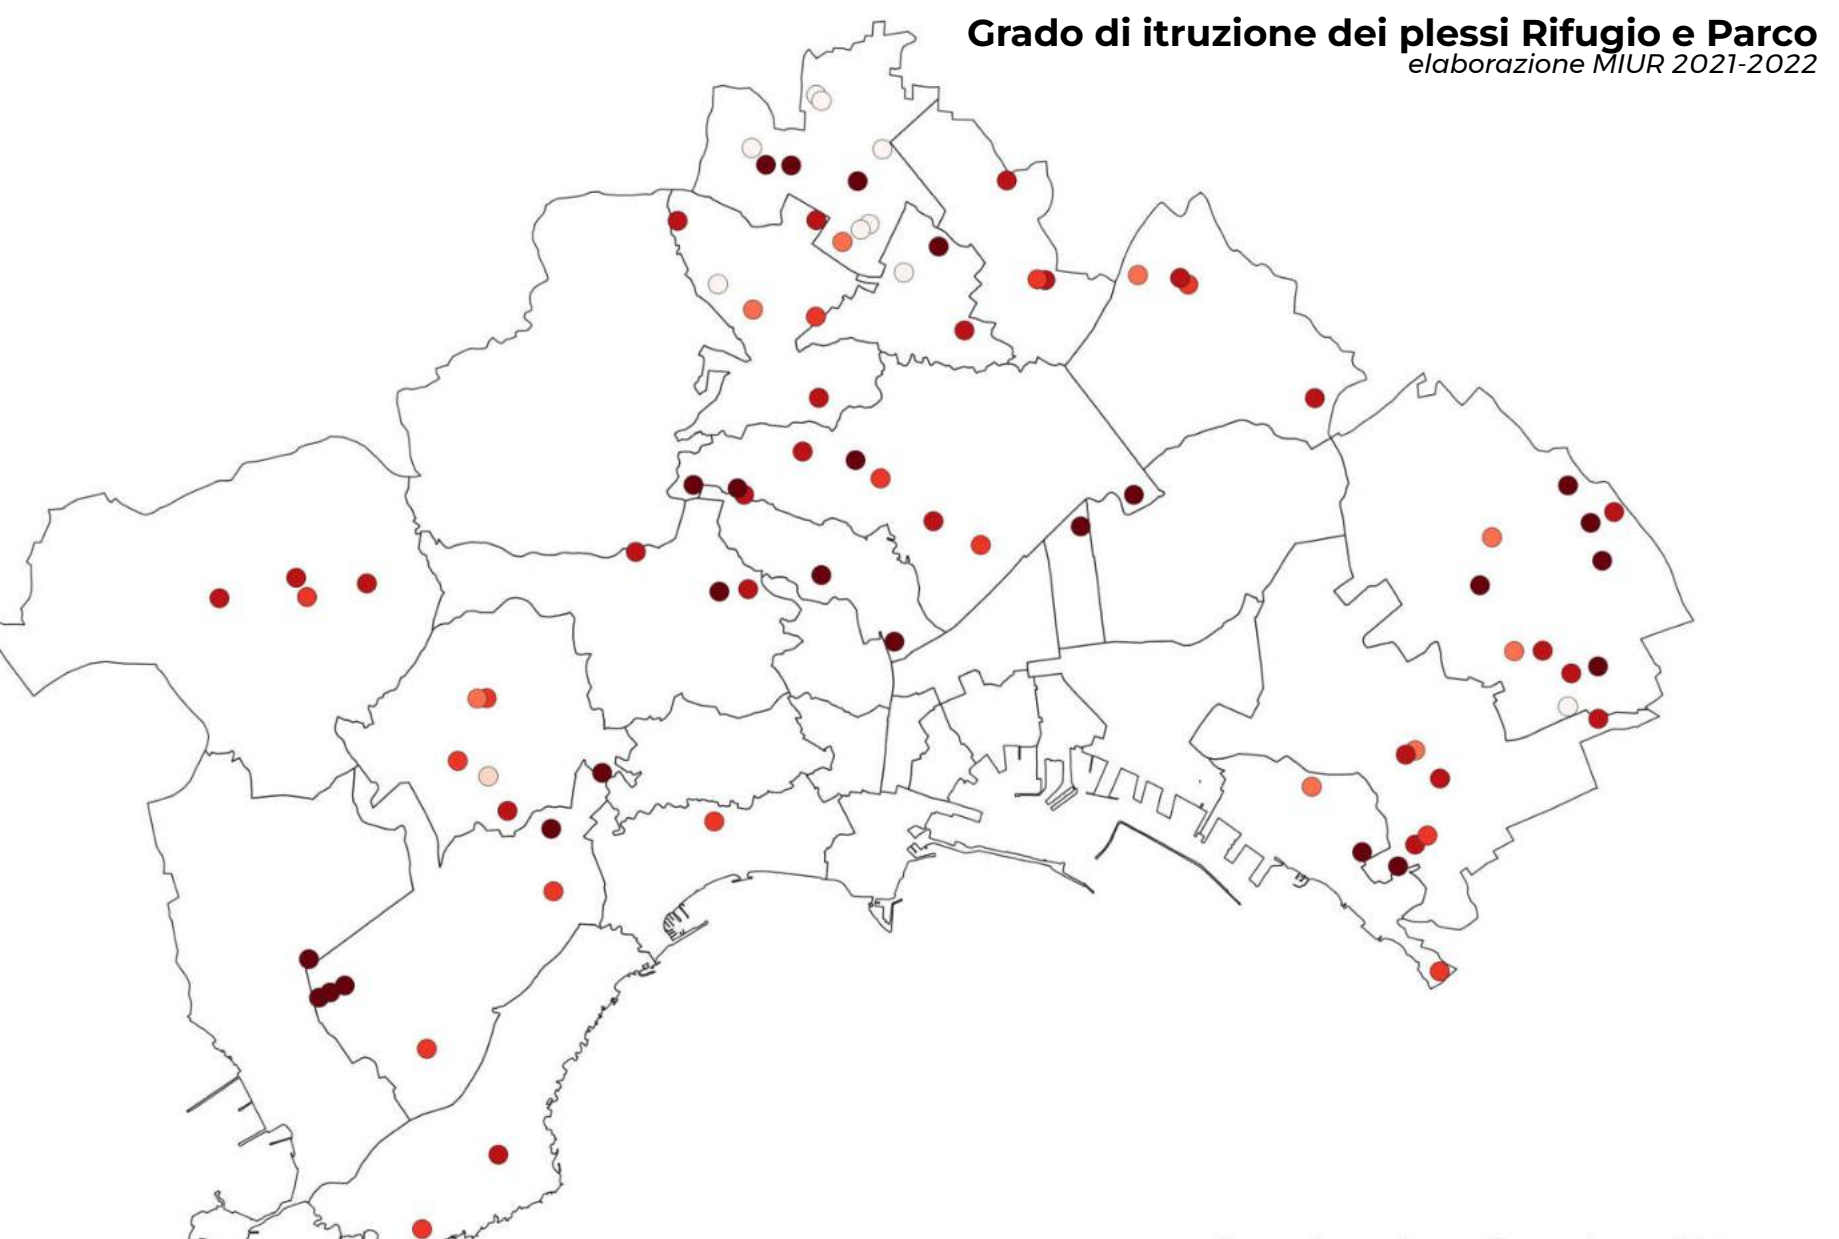 Grado di itruzione dei plessi Rifugio e Parco
elaborazione MIUR 2021-2022